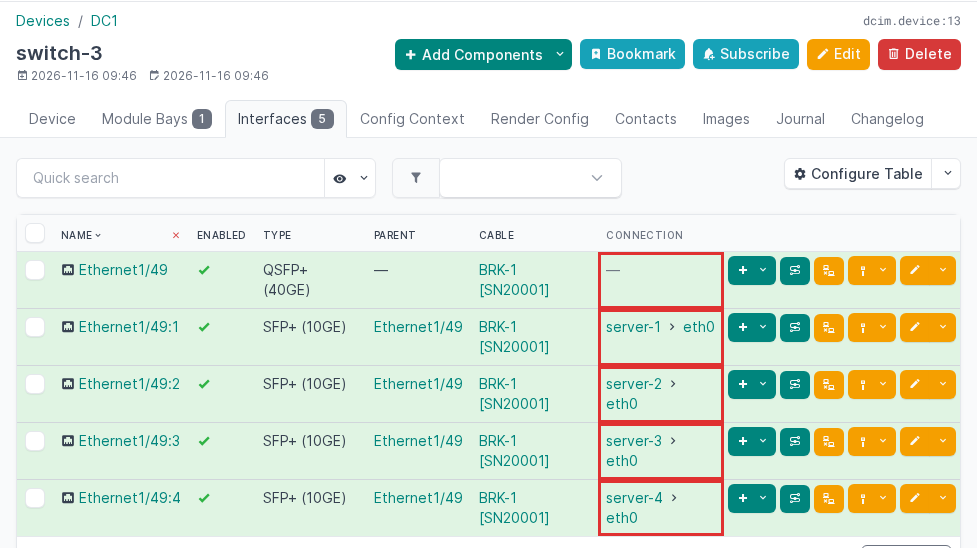 Devices / DC1
dcim.device:13
switch-3
2026-11-16 09:46 2026-11-16 09:46
Add Components Bookmark Subscribe Edit Delete
Device Module Bays 1 Interfaces 5 Config Context Render Config Contacts Images Journal Changelog
Quick search
Configure Table
NAME ENABLED TYPE PARENT CABLE CONNECTION
Ethernet1/49 QSFP+ — BRK-1 —
(40GE) [SN20001]
Ethernet1/49:1 SFP+ (10GE) Ethernet1/49 BRK-1 server-1 > eth0
[SN20001]
Ethernet1/49:2 SFP+ (10GE) Ethernet1/49 BRK-1 server-2 >
[SN20001] eth0
Ethernet1/49:3 SFP+ (10GE) Ethernet1/49 BRK-1 server-3 >
[SN20001] eth0
Ethernet1/49:4 SFP+ (10GE) Ethernet1/49 BRK-1 server-4 >
[SN20001] eth0